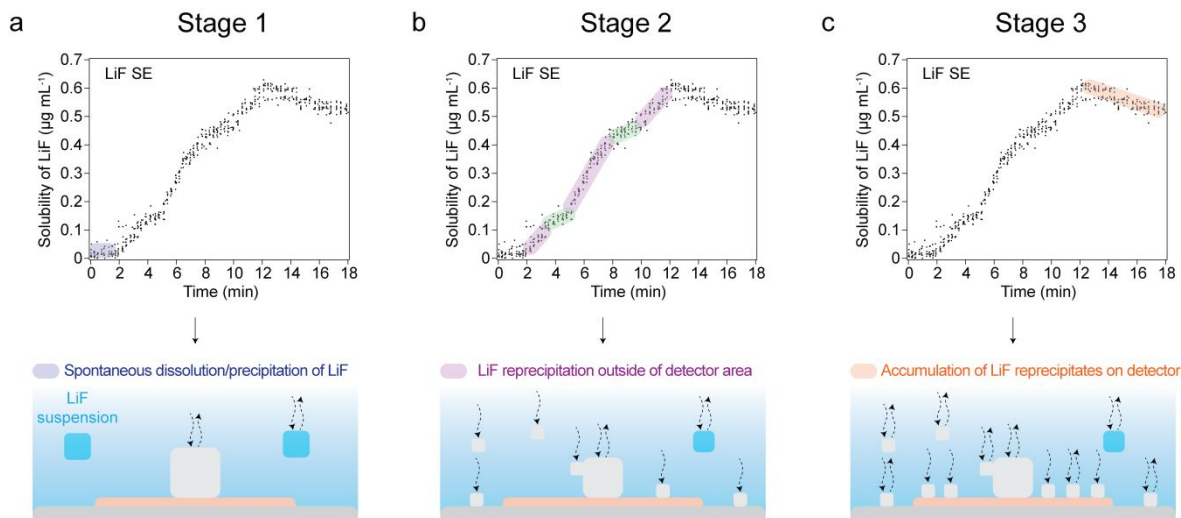 a
Stage 1
LiF SE
Solubility of LiF (µg mL⁻¹)
0.7
0.6
0.5
0.4
0.3
0.2
0.1
0
0 2 4 6 8 10 12 14 16 18
Time (min)
Spontaneous dissolution/precipitation of LiF
LiF
suspension
b
Stage 2
LiF SE
Solubility of LiF (µg mL⁻¹)
0.7
0.6
0.5
0.4
0.3
0.2
0.1
0
0 2 4 6 8 10 12 14 16 18
Time (min)
LiF reprecipitation outside of detector area
c
Stage 3
LiF SE
Solubility of LiF (µg mL⁻¹)
0.7
0.6
0.5
0.4
0.3
0.2
0.1
0
0 2 4 6 8 10 12 14 16 18
Time (min)
Accumulation of LiF reprecipitates on detector